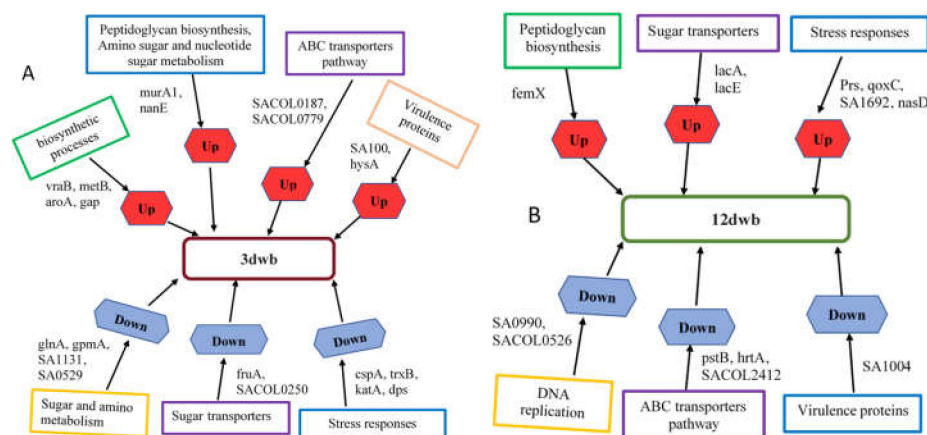 A
Peptidoglycan biosynthesis,
Amino sugar and nucleotide
sugar metabolism
ABC transporters
pathway
murA1,
nanE
SACOL0187,
SACOL0779
Virulence
proteins
biosynthetic
processes
SA100,
hysA
Up
Up
vraB, metB,
aroA, gap
Up
Up
3dwb
Down
Down
Down
glnA, gpmA,
SA1131,
SA0529
fruA,
SACOL0250
cspA, trxB,
katA, dps
Sugar and amino
metabolism
Sugar transporters
Stress responses
B
Peptidoglycan
biosynthesis
Sugar transporters
Stress responses
femX
lacA,
lacE
Prs, qoxC,
SA1692, nasD
Up
Up
Up
12dwb
Down
Down
Down
SA0990,
SACOL0526
pstB, hrtA,
SACOL2412
SA1004
DNA
replication
ABC transporters
pathway
Virulence proteins